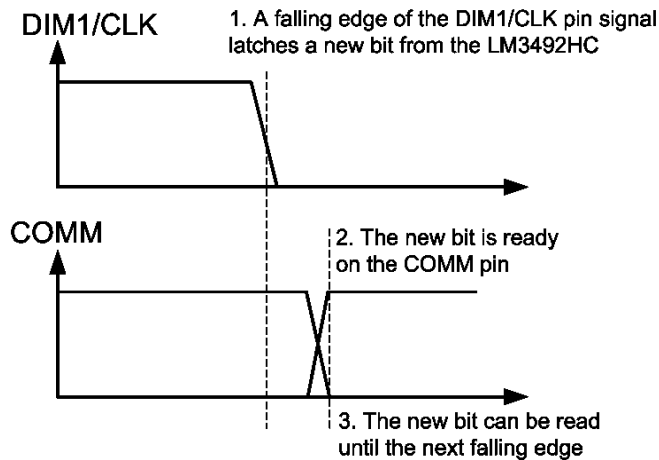 DIM1/CLK
1. A falling edge of the DIM1/CLK pin signal
latches a new bit from the LM3492HC
COMM
2. The new bit is ready
on the COMM pin
3. The new bit can be read
until the next falling edge